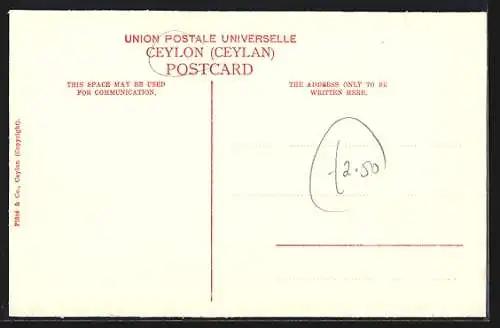 UNION POSTALE UNIVERSELLE
CEYLON (CEYLAN)
POSTCARD
THIS SPACE MAY BE USED
FOR COMMUNICATION.
THE ADDRESS ONLY TO BE
WRITTEN HERE.
Plâté & Co., Ceylon (Copyright).
2.50